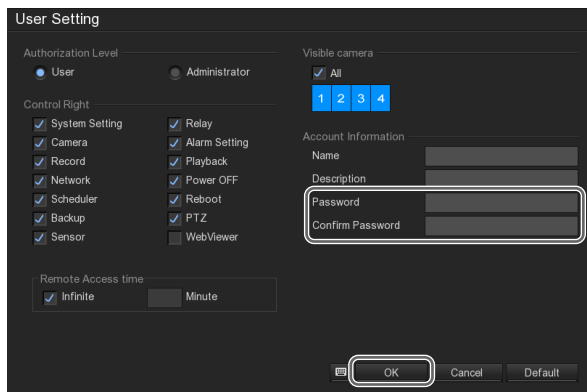 User Setting
Authorization Level
User
Administrator
Control Right
System Setting
Relay
Camera
Alarm Setting
Record
Playback
Network
Power OFF
Scheduler
Reboot
Backup
PTZ
Sensor
WebViewer
Remote Access time
Infinite
Minute
Visible camera
All
1 2 3 4
Account Information
Name
Description
Password
Confirm Password
OK
Cancel
Default